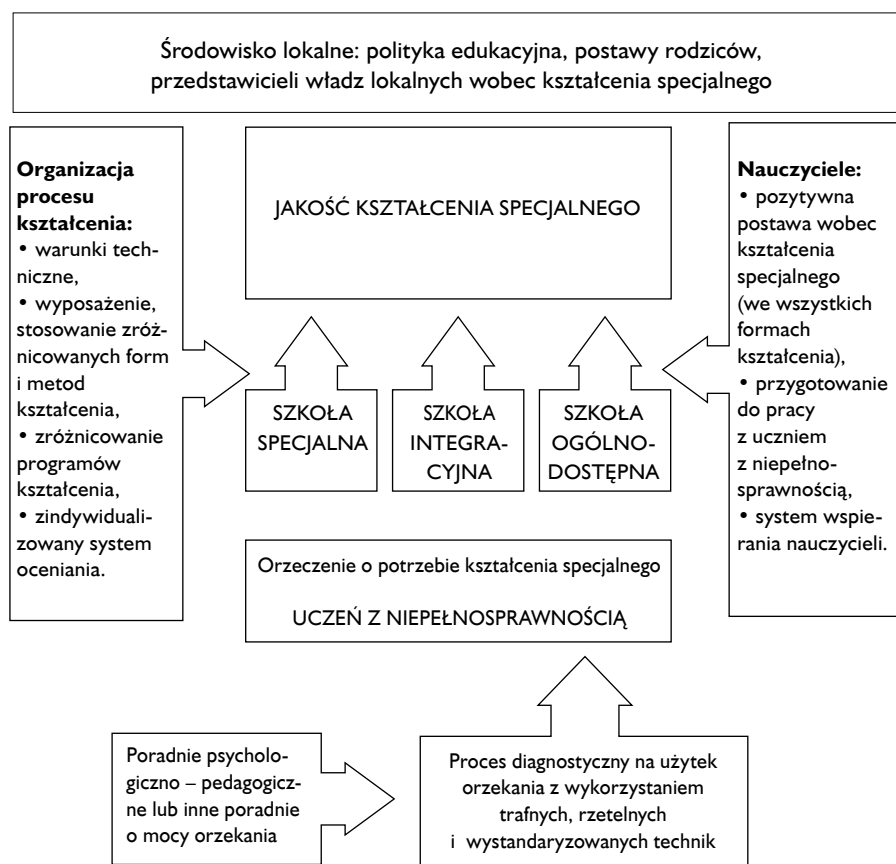 Środowisko lokalne: polityka edukacyjna, postawy rodziców,
przedstawicieli władz lokalnych wobec kształcenia specjalnego
Organizacja
procesu
kształcenia:
• warunki tech-
niczne,
• wyposażenie,
stosowanie zróż-
nicowanych form
i metod
kształcenia,
• zróżnicowanie
programów
kształcenia,
• zindywiduali-
zowany system
oceniania.
JAKOŚĆ KSZTAŁCENIA SPECJALNEGO
SZKOŁA
SPECJALNA
SZKOŁA
INTEGRA-
CYJNA
SZKOŁA
OGÓLNO-
DOSTĘPNA
Nauczyciele:
• pozytywna
postawa wobec
kształcenia
specjalnego
(we wszystkich
formach
kształcenia),
• przygotowanie
do pracy
z uczniem
z niepełno-
sprawnością,
• system wspie-
rania nauczycieli.
Orzeczenie o potrzebie kształcenia specjalnego
UCZEŃ Z NIEPEŁNOSPRAWNOŚCIĄ
Poradnie psycholo-
giczno – pedagogicz-
ne lub inne poradnie
o mocy orzekania
Proces diagnostyczny na użytek
orzekania z wykorzystaniem
trafnych, rzetelnych
i wystandaryzowanych technik